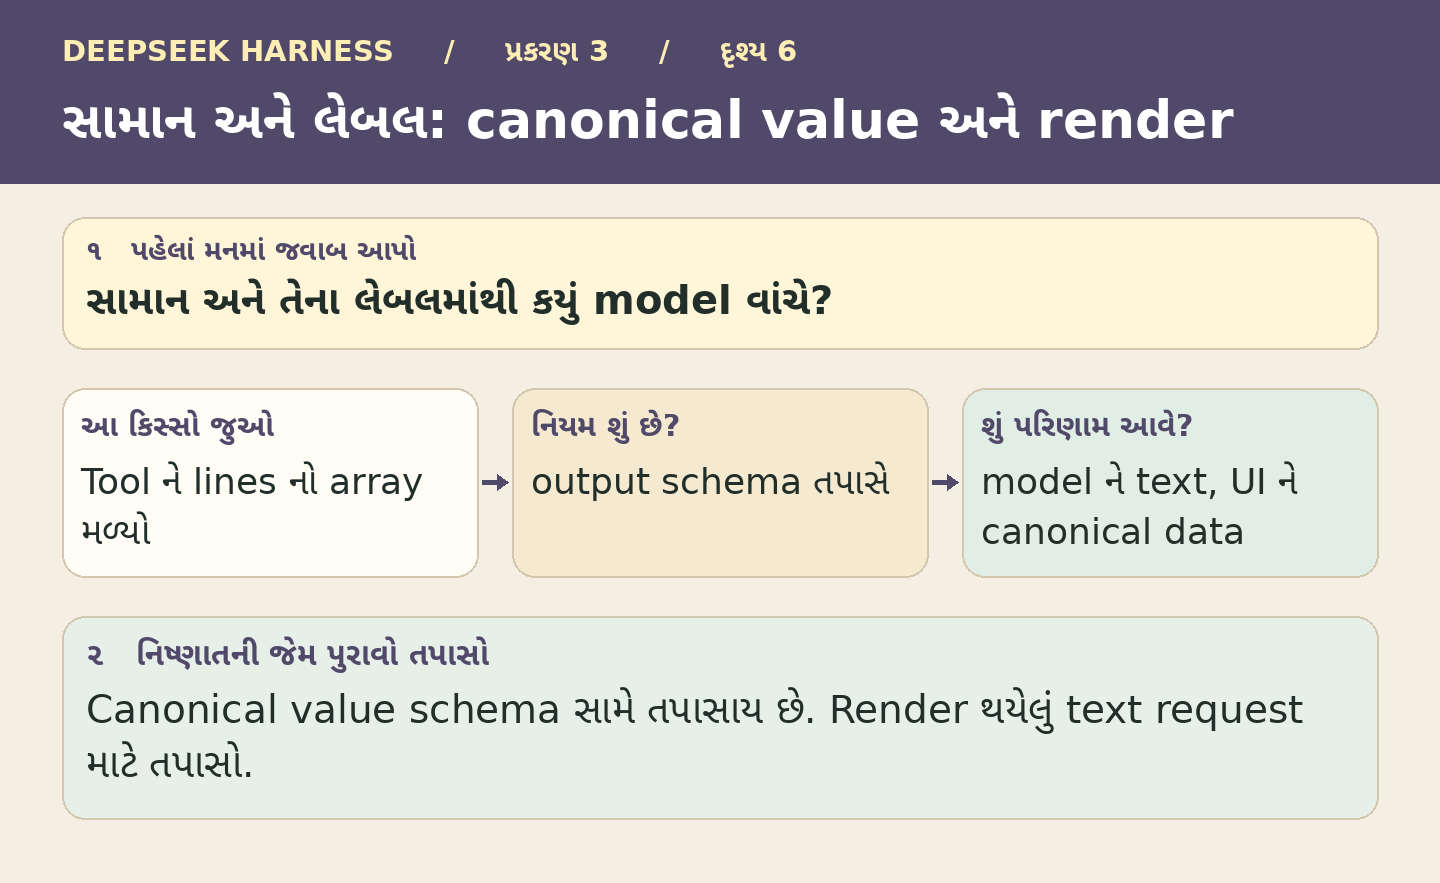 DEEPSEEK HARNESS / પ્રકરણ 3 / દૃશ્ય 6
સામાન અને લેબલ: canonical value અને render
૧ પહેલાં મનમાં જવાબ આપો
સામાન અને તેના લેબલમાંથી કયું model વાંચે?
આ કિસ્સો જુઓ
Tool ને lines નો array
મળ્યો
નિયમ શું છે?
output schema તપાસે
શું પરિણામ આવે?
model ને text, UI ને
canonical data
૨ નિષ્ણાતની જેમ પુરાવો તપાસો
Canonical value schema સામે તપાસાય છે. Render થયેલું text request
માટે તપાસો.